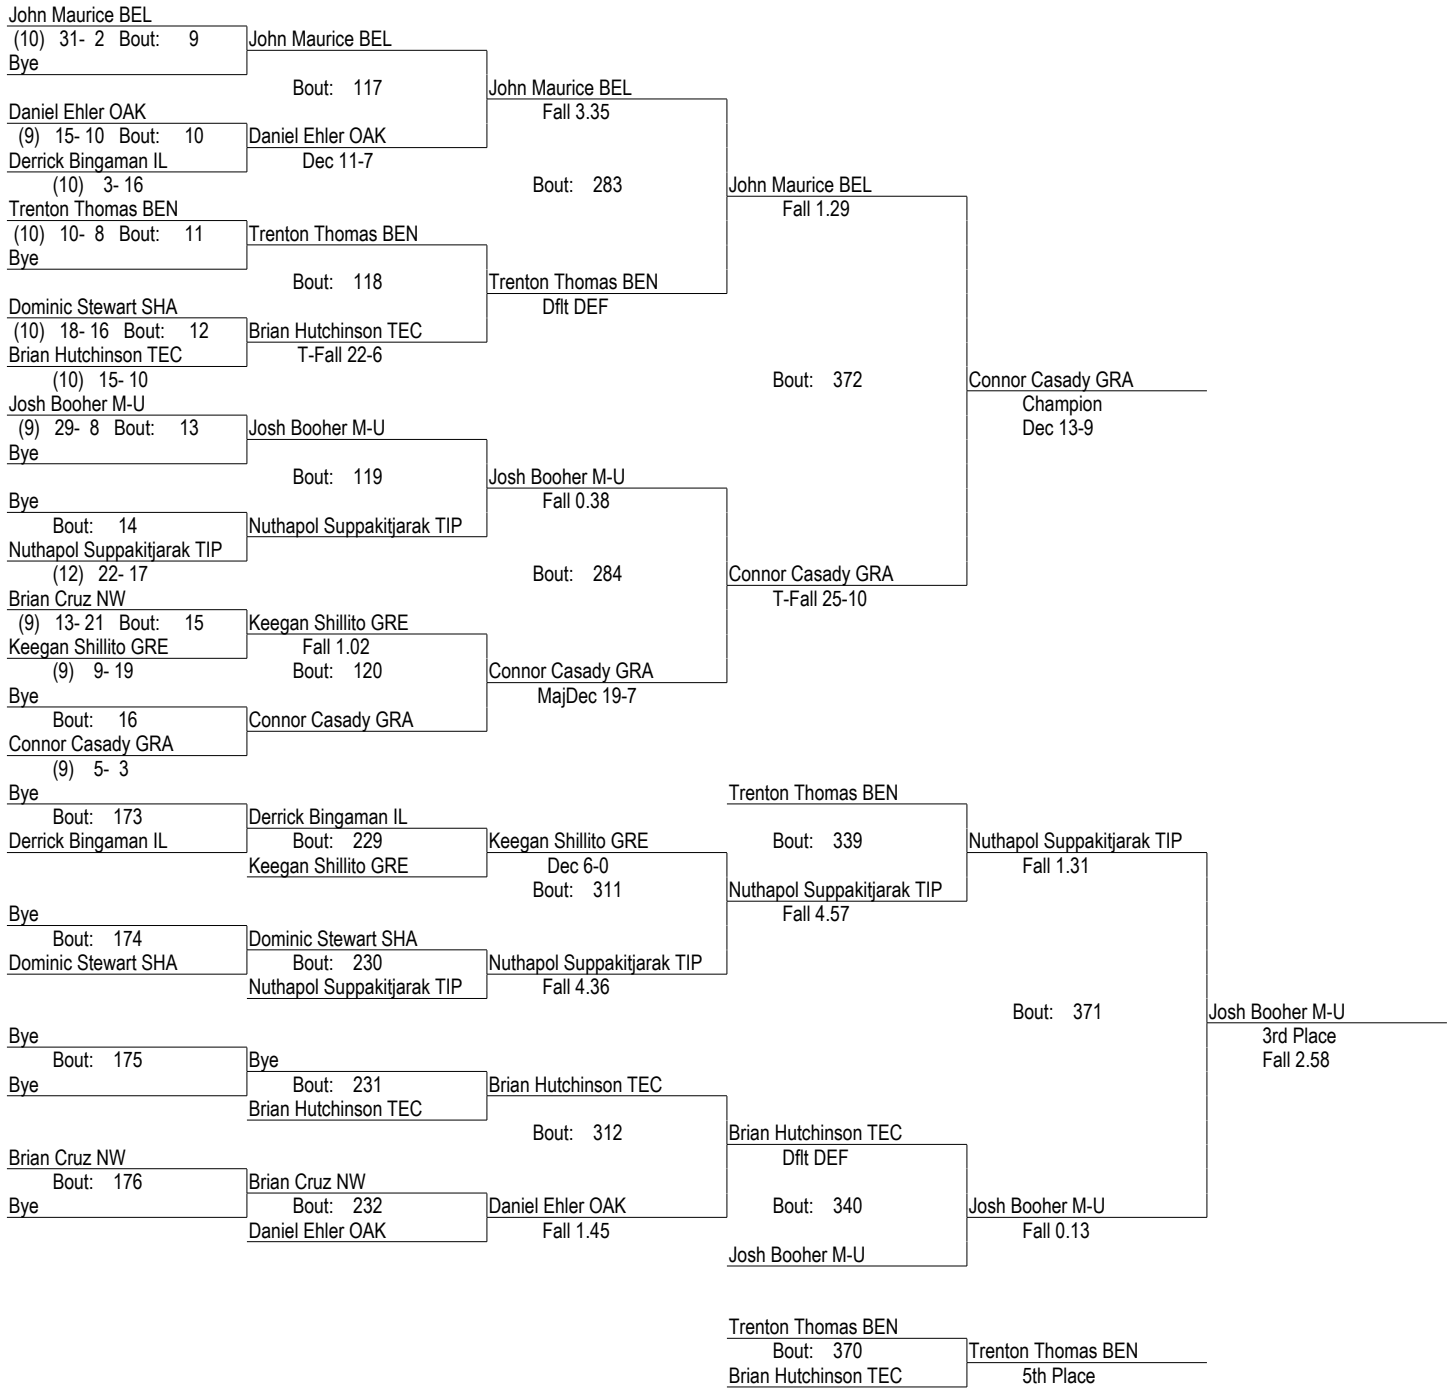 John Maurice BEL
(10) 31- 2 Bout: 9 John Maurice BEL
Bye
Bout: 117 John Maurice BEL
Daniel Ehler OAK Fall 3.35
(9) 15- 10 Bout: 10 Daniel Ehler OAK
Derrick Bingaman IL Dec 11-7
(10) 3- 16 Bout: 283 John Maurice BEL
Trenton Thomas BEN Fall 1.29
(10) 10- 8 Bout: 11 Trenton Thomas BEN
Bye
Bout: 118 Trenton Thomas BEN
Dominic Stewart SHA Dflt DEF
(10) 18- 16 Bout: 12 Brian Hutchinson TEC
Brian Hutchinson TEC T-Fall 22-6
(10) 15- 10 Bout: 372 Connor Casady GRA
Josh Booher M-U Champion
(9) 29- 8 Bout: 13 Josh Booher M-U Dec 13-9
Bye
Bout: 119 Josh Booher M-U
Bye Fall 0.38
Bout: 14 Nuthapol Suppakitjarak TIP
Nuthapol Suppakitjarak TIP
(12) 22- 17 Bout: 284 Connor Casady GRA
Brian Cruz NW T-Fall 25-10
(9) 13- 21 Bout: 15 Keegan Shillito GRE
Keegan Shillito GRE Fall 1.02
(9) 9- 19 Bout: 120 Connor Casady GRA
Bye MajDec 19-7
Bout: 16 Connor Casady GRA
Connor Casady GRA
(9) 5- 3
Bye Trenton Thomas BEN
Bout: 173 Derrick Bingaman IL
Derrick Bingaman IL Bout: 229 Keegan Shillito GRE Bout: 339 Nuthapol Suppakitjarak TIP
Keegan Shillito GRE Dec 6-0 Fall 1.31
Bout: 311 Nuthapol Suppakitjarak TIP
Bye Fall 4.57
Bout: 174 Dominic Stewart SHA
Dominic Stewart SHA Bout: 230 Nuthapol Suppakitjarak TIP
Nuthapol Suppakitjarak TIP Fall 4.36
Bout: 371 Josh Booher M-U
Bye 3rd Place
Bout: 175 Bye Fall 2.58
Bye Bout: 231 Brian Hutchinson TEC
Brian Hutchinson TEC
Bout: 312 Brian Hutchinson TEC
Brian Cruz NW Dflt DEF
Bout: 176 Brian Cruz NW
Bye Bout: 232 Daniel Ehler OAK Bout: 340 Josh Booher M-U
Daniel Ehler OAK Fall 1.45 Fall 0.13
Josh Booher M-U
Trenton Thomas BEN
Bout: 370 Trenton Thomas BEN
Brian Hutchinson TEC 5th Place